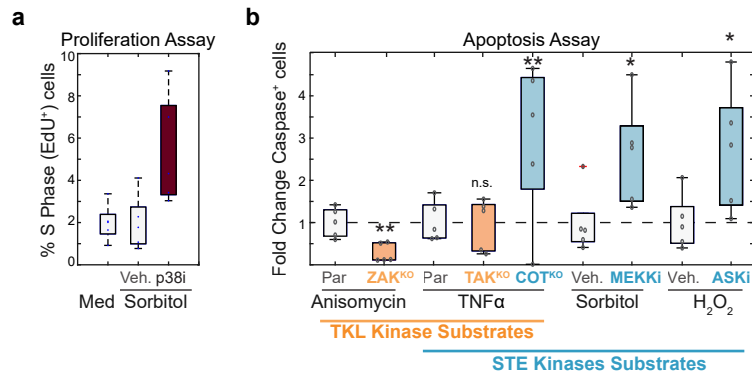 a
Proliferation Assay
% S Phase (EdU⁺) cells
10
8
6
4
2
0
Veh. p38i
Med Sorbitol
b
Apoptosis Assay
Fold Change Caspase⁺ cells
5
4
3
2
1
0
**
n.s.
**
*
*
Par ZAKᴷᴼ Par TAKᴷᴼ COTᴷᴼ Veh. MEKKi Veh. ASKi
Anisomycin TNFα Sorbitol H₂O₂
TKL Kinase Substrates
STE Kinases Substrates